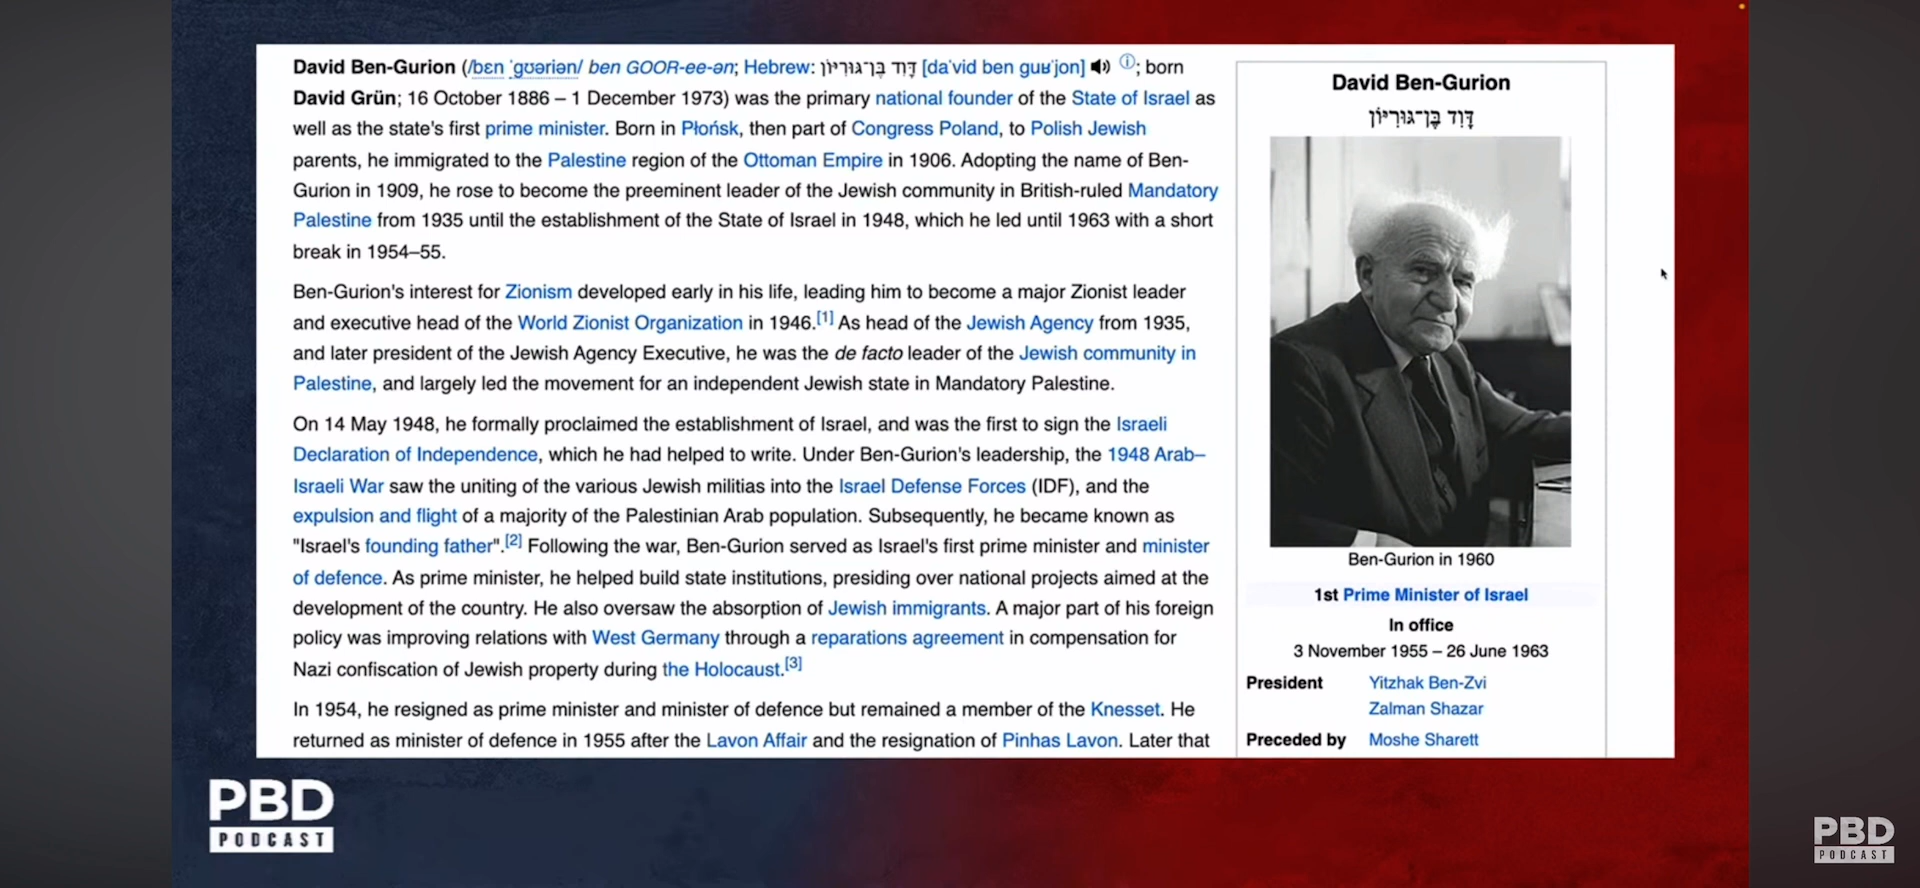 David Ben-Gurion (/bɛn ˈɡʊəriən/ ben GOOR-ee-ən; Hebrew: דָּוִד בֶּן־גּוּרִיּוֹן [daˈvid ben ɡuʁˈjon] ; born
David Grün; 16 October 1886 – 1 December 1973) was the primary national founder of the State of Israel as
well as the state's first prime minister. Born in Płońsk, then part of Congress Poland, to Polish Jewish
parents, he immigrated to the Palestine region of the Ottoman Empire in 1906. Adopting the name of Ben-
Gurion in 1909, he rose to become the preeminent leader of the Jewish community in British-ruled Mandatory
Palestine from 1935 until the establishment of the State of Israel in 1948, which he led until 1963 with a short
break in 1954–55.
Ben-Gurion's interest for Zionism developed early in his life, leading him to become a major Zionist leader
and executive head of the World Zionist Organization in 1946.[1] As head of the Jewish Agency from 1935,
and later president of the Jewish Agency Executive, he was the de facto leader of the Jewish community in
Palestine, and largely led the movement for an independent Jewish state in Mandatory Palestine.
On 14 May 1948, he formally proclaimed the establishment of Israel, and was the first to sign the Israeli
Declaration of Independence, which he had helped to write. Under Ben-Gurion's leadership, the 1948 Arab–
Israeli War saw the uniting of the various Jewish militias into the Israel Defense Forces (IDF), and the
expulsion and flight of a majority of the Palestinian Arab population. Subsequently, he became known as
"Israel's founding father".[2] Following the war, Ben-Gurion served as Israel's first prime minister and minister
of defence. As prime minister, he helped build state institutions, presiding over national projects aimed at the
development of the country. He also oversaw the absorption of Jewish immigrants. A major part of his foreign
policy was improving relations with West Germany through a reparations agreement in compensation for
Nazi confiscation of Jewish property during the Holocaust.[3]
In 1954, he resigned as prime minister and minister of defence but remained a member of the Knesset. He
returned as minister of defence in 1955 after the Lavon Affair and the resignation of Pinhas Lavon. Later that
David Ben-Gurion
דָּוִד בֶּן־גּוּרִיּוֹן
Ben-Gurion in 1960
1st Prime Minister of Israel
In office
3 November 1955 – 26 June 1963
President Yitzhak Ben-Zvi
Zalman Shazar
Preceded by Moshe Sharett
PBD
PODCAST
PBD
PODCAST